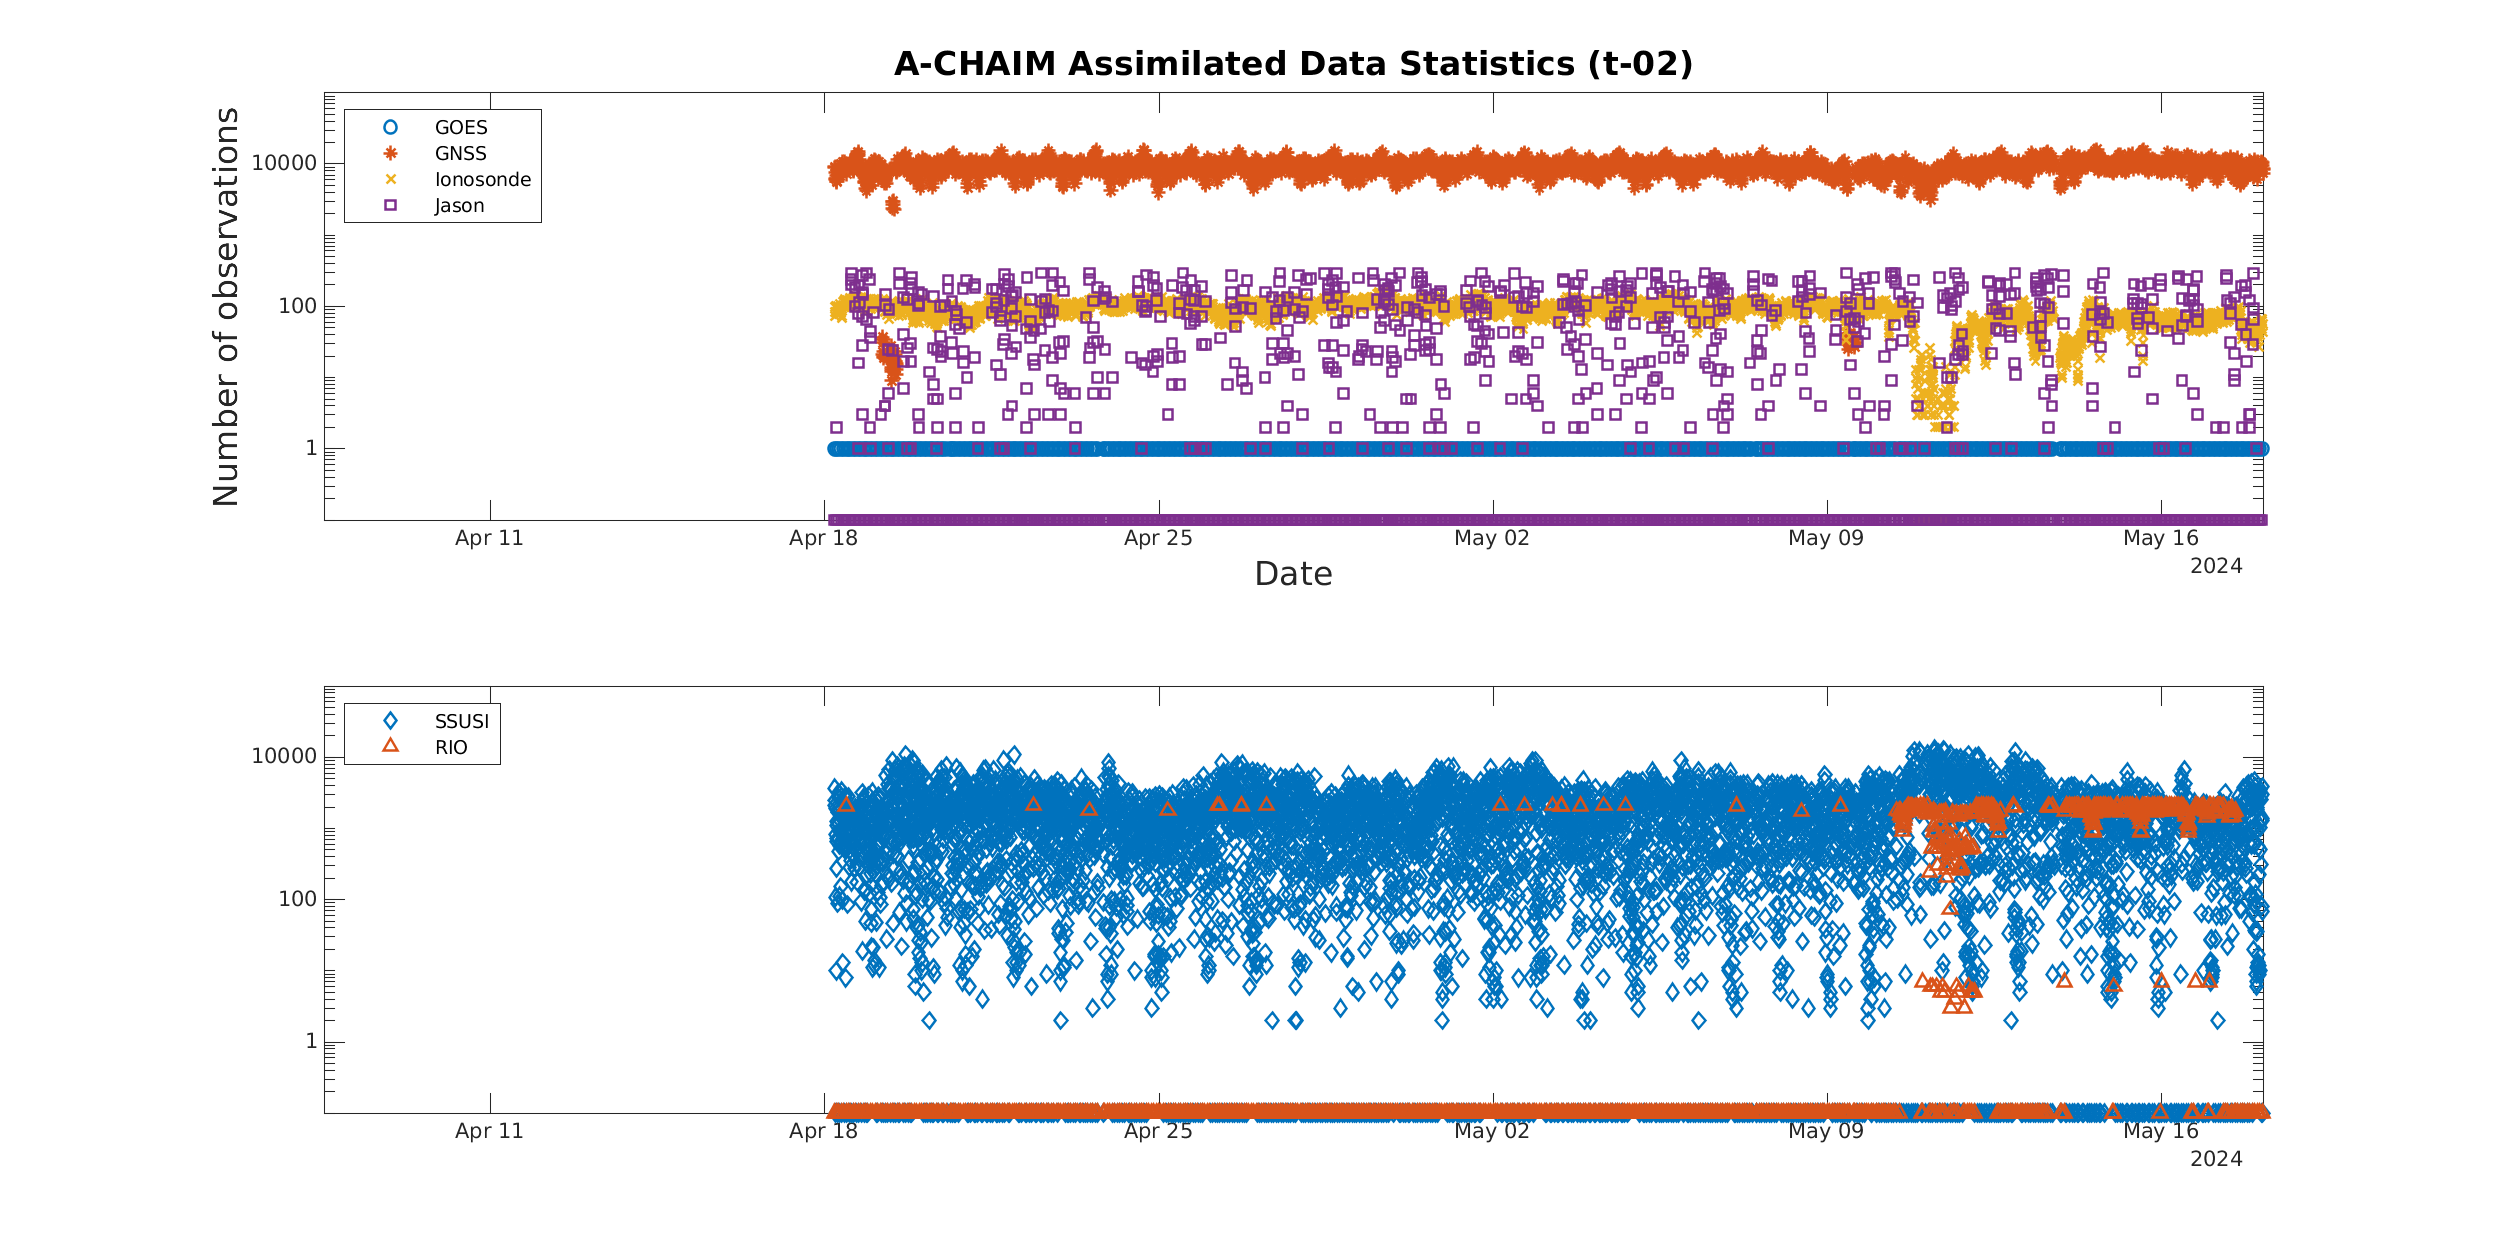 A-CHAIM Assimilated Data Statistics (t-02)
Number of observations
10000
100
1
GOES
GNSS
Ionosonde
Jason
Apr 11
Apr 18
Apr 25
May 02
May 09
May 16
2024
Date
10000
100
1
SSUSI
RIO
Apr 11
Apr 18
Apr 25
May 02
May 09
May 16
2024